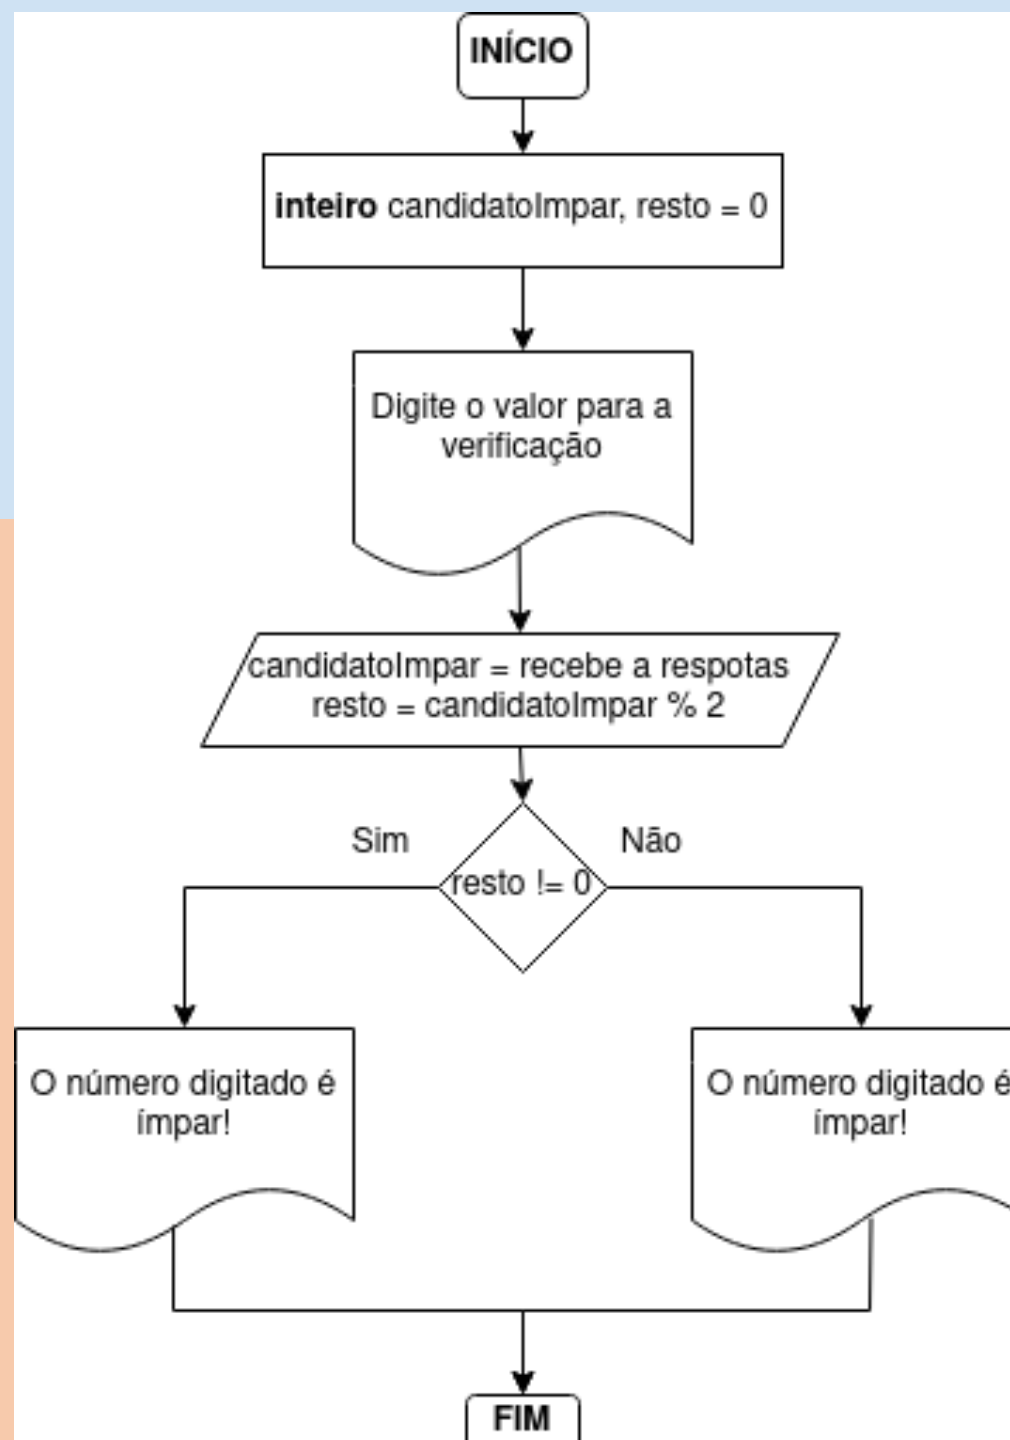 INÍCIO
inteiro candidatoImpar, resto = 0
Digite o valor para a
verificação
candidatoImpar = recebe a respotas
resto = candidatoImpar % 2
Sim
Não
resto != 0
O número digitado é
ímpar!
O número digitado é
ímpar!
FIM